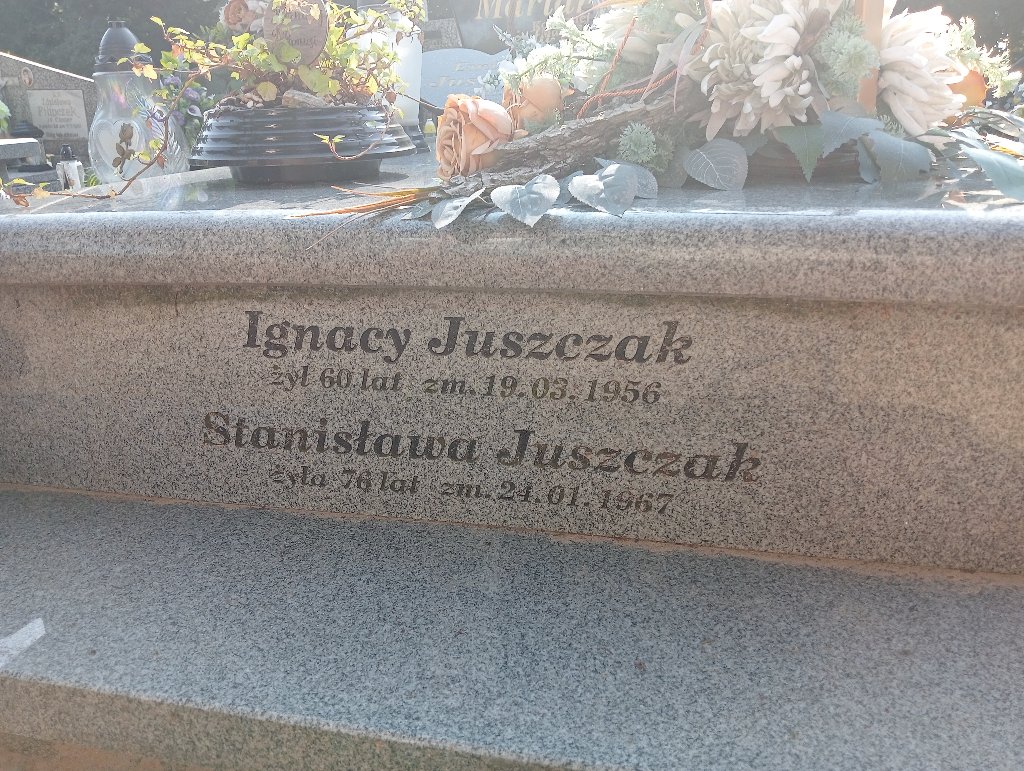 Ignacy Juszczak
żył 60 lat zm. 19.03.1956
Stanisława Juszczak
żyła 76 lat zm. 24.01.1967